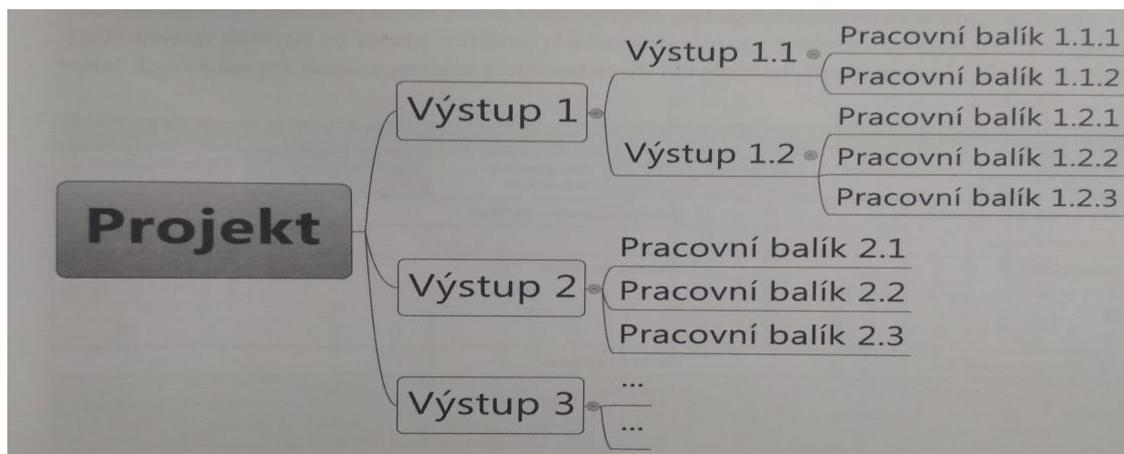 Projekt
Výstup 1
Výstup 1.1
Pracovní balík 1.1.1
Pracovní balík 1.1.2
Výstup 1.2
Pracovní balík 1.2.1
Pracovní balík 1.2.2
Pracovní balík 1.2.3
Výstup 2
Pracovní balík 2.1
Pracovní balík 2.2
Pracovní balík 2.3
Výstup 3
...
...